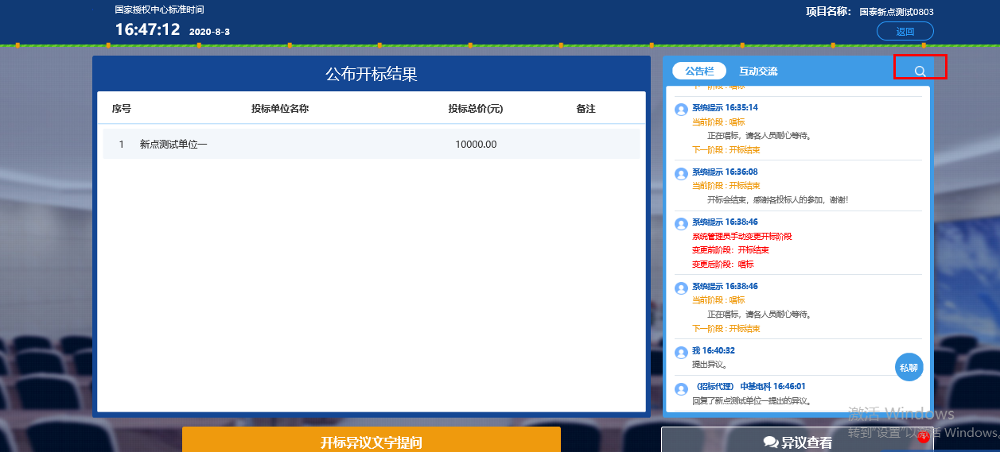 国家授权中心标准时间
16:47:12 2020-8-3
项目名称： 国泰新点测试0803
返回
公布开标结果
序号 投标单位名称 投标总价(元) 备注
1 新点测试单位一 10000.00
公告栏 互动交流
下一阶段 : 唱标
系统提示 16:35:14
当前阶段 : 唱标
正在唱标，请各人员耐心等待。
下一阶段 : 开标结束
系统提示 16:36:08
当前阶段 : 开标结束
开标会结束，感谢各投标人的参加，谢谢！
系统提示 16:38:46
系统管理员手动变更开标阶段
变更前阶段：开标结束
变更后阶段：唱标
系统提示 16:38:46
当前阶段 : 唱标
正在唱标，请各人员耐心等待。
下一阶段 : 开标结束
我 16:40:32
提出异议。
私聊
（招标代理） 中基电科 16:46:01
回复了新点测试单位一提出的异议。
开标异议文字提问
异议查看
激活 Windows
转到"设置"以激活 Windows。